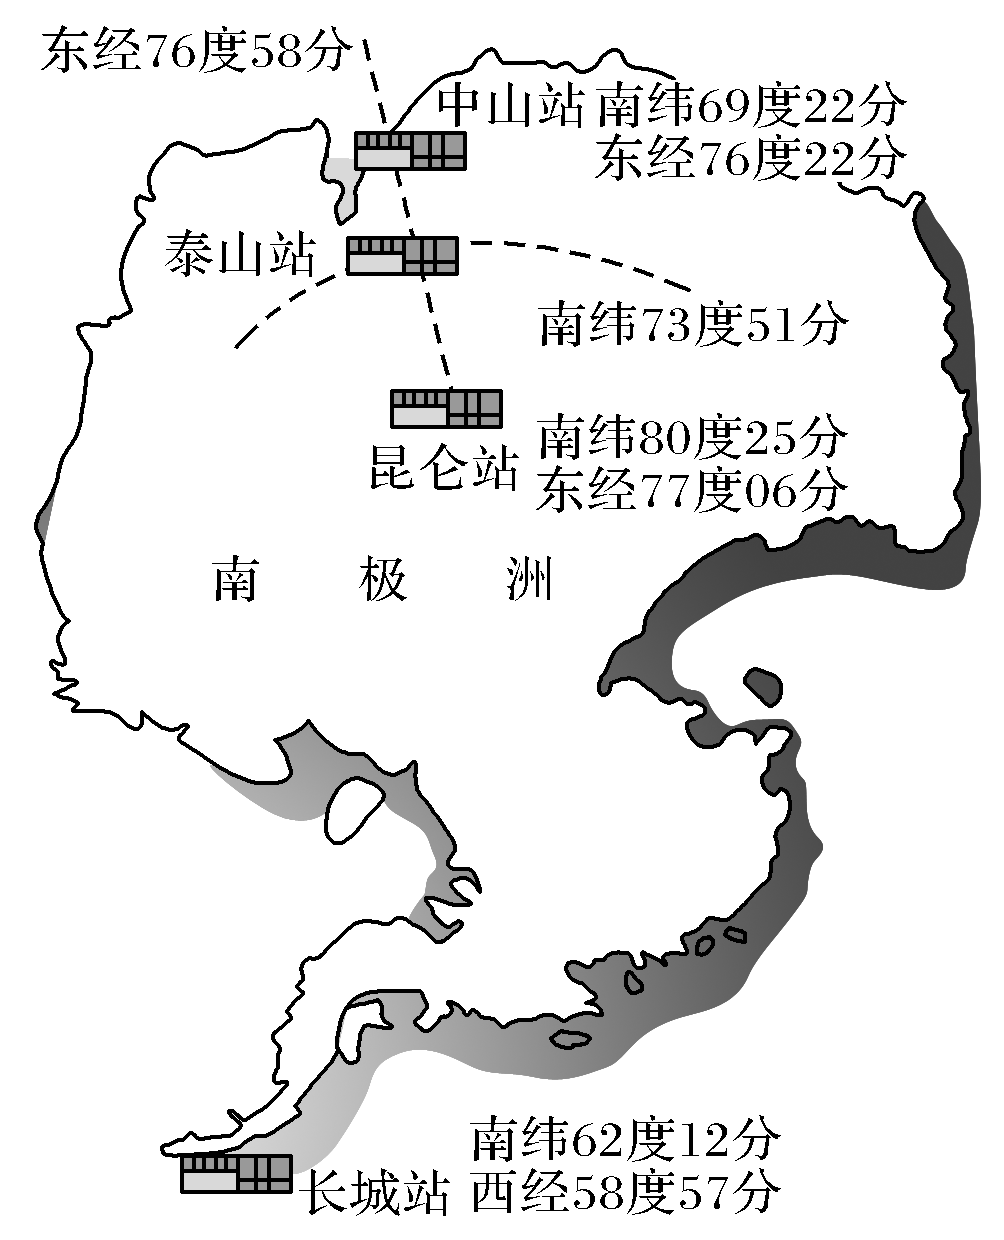 东经76度58分
中山站 南纬69度22分
东经76度22分
泰山站
南纬73度51分
南纬80度25分
昆仑站 东经77度06分
南 极 洲
南纬62度12分
长城站 西经58度57分